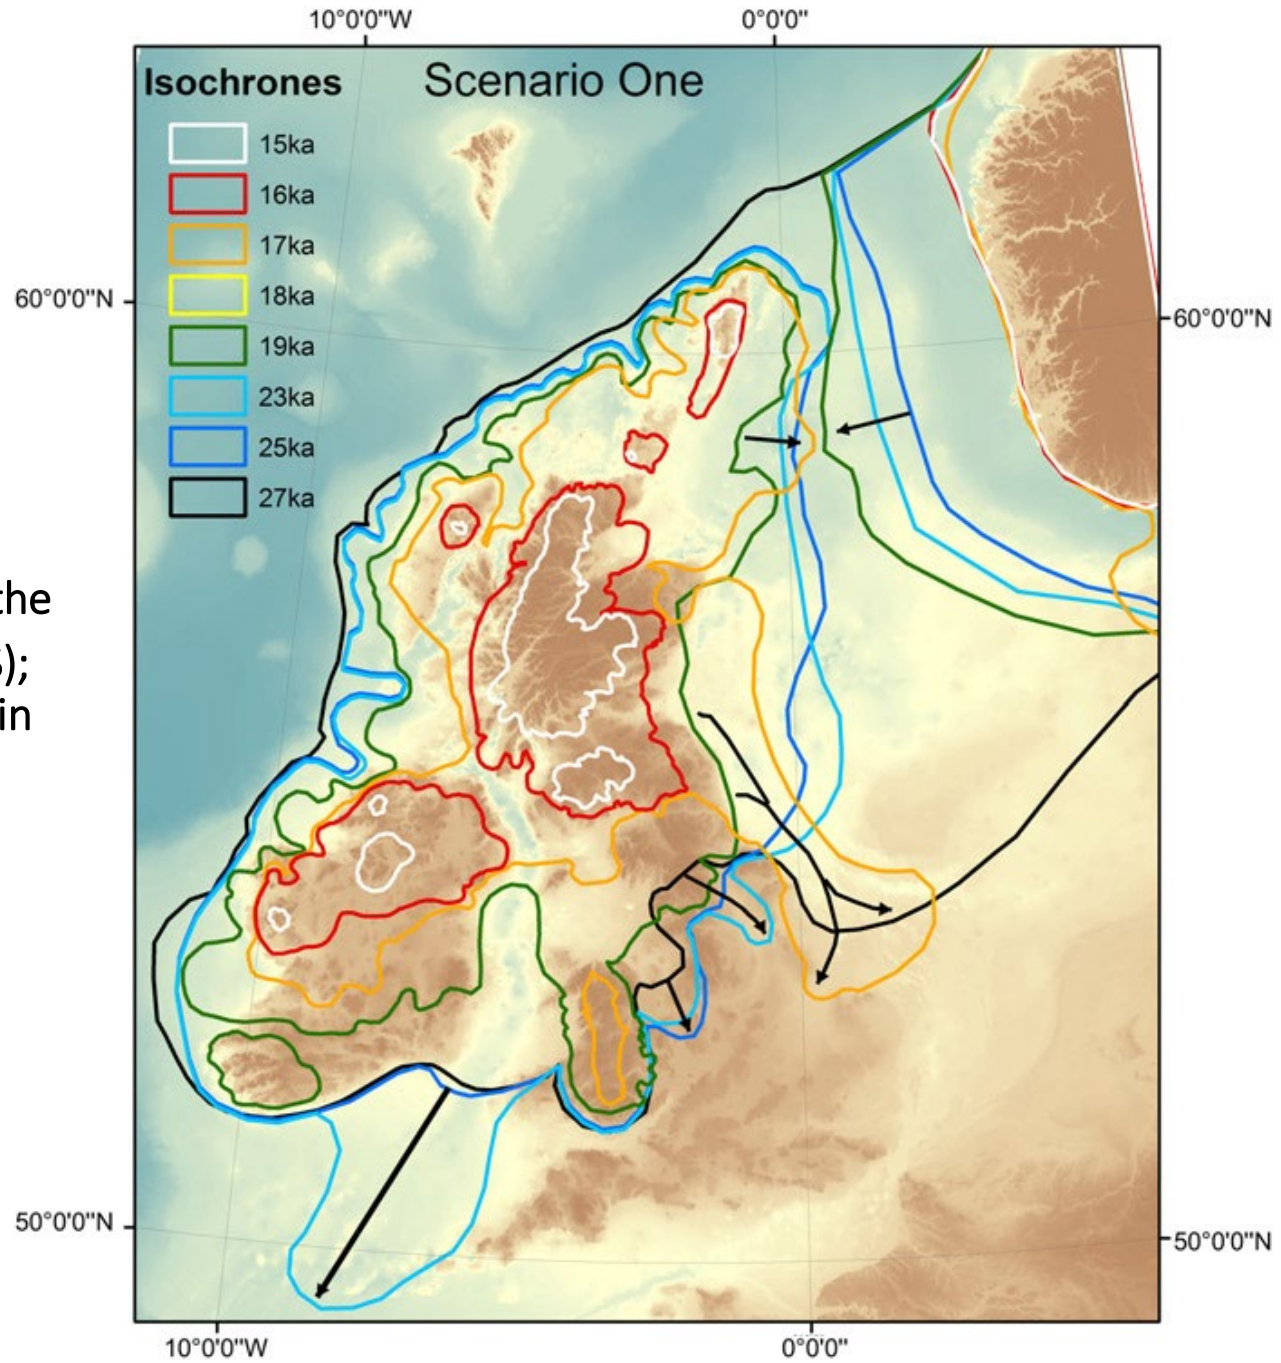 10°0'0"W 0°0'0"
Isochrones Scenario One
15ka
16ka
17ka
18ka
60°0'0"N 60°0'0"N
19ka
23ka
25ka
27ka
the
);
in
50°0'0"N 50°0'0"N
10°0'0"W 0°0'0"